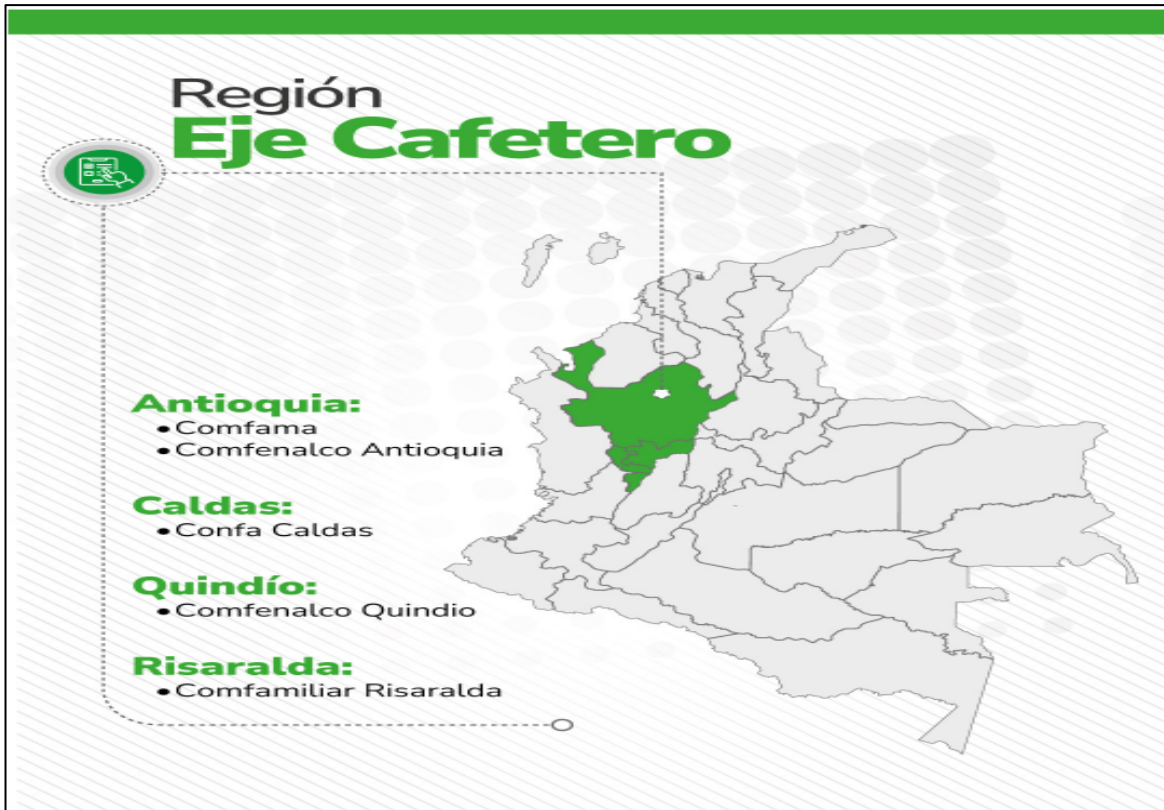 Región
Eje Cafetero
Antioquia:
•Comfama
•Comfenalco Antioquia
Caldas:
•Confa Caldas
Quindío:
•Comfenalco Quindio
Risaralda:
•Comfamiliar Risaralda